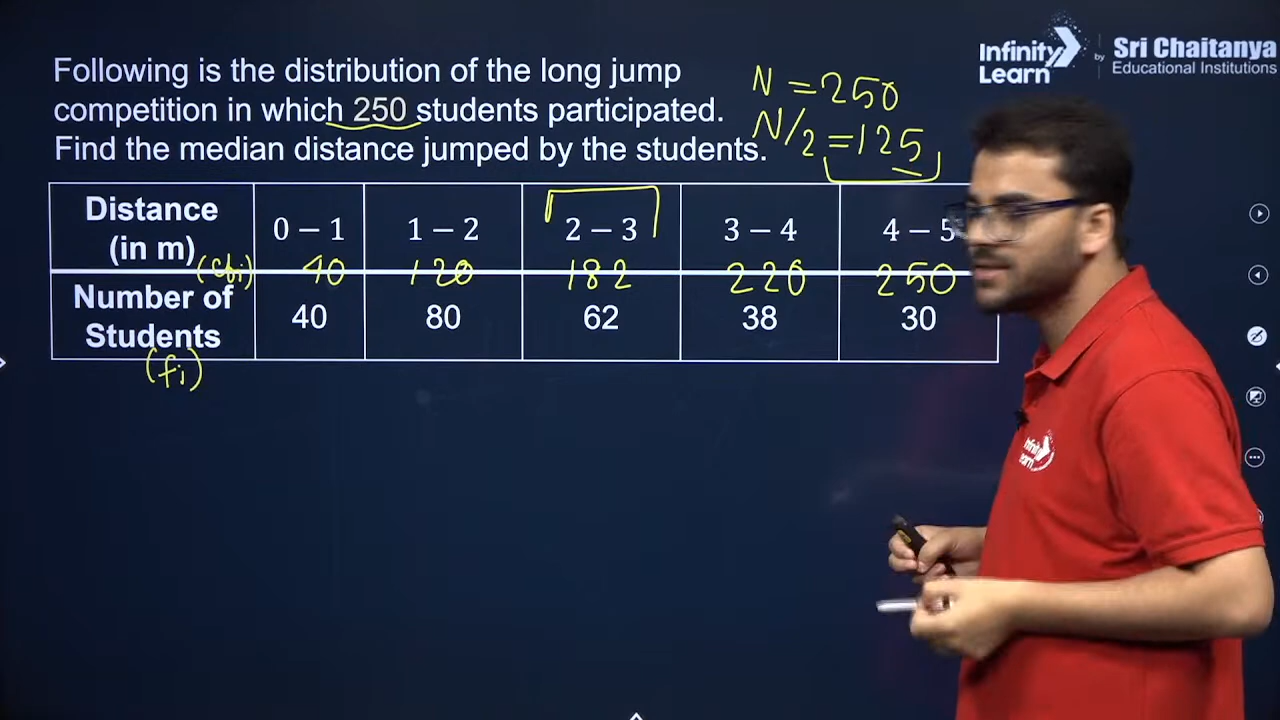 Infinity Learn by Sri Chaitanya Educational Institutions
Following is the distribution of the long jump
competition in which 250 students participated.
Find the median distance jumped by the students.
N = 250
N/2 = 125
Distance (in m) 0 – 1 1 – 2 2 – 3 3 – 4 4 – 5
(cfi) 40 120 182 220 250
Number of Students 40 80 62 38 30
(fi)
Infinity Learn